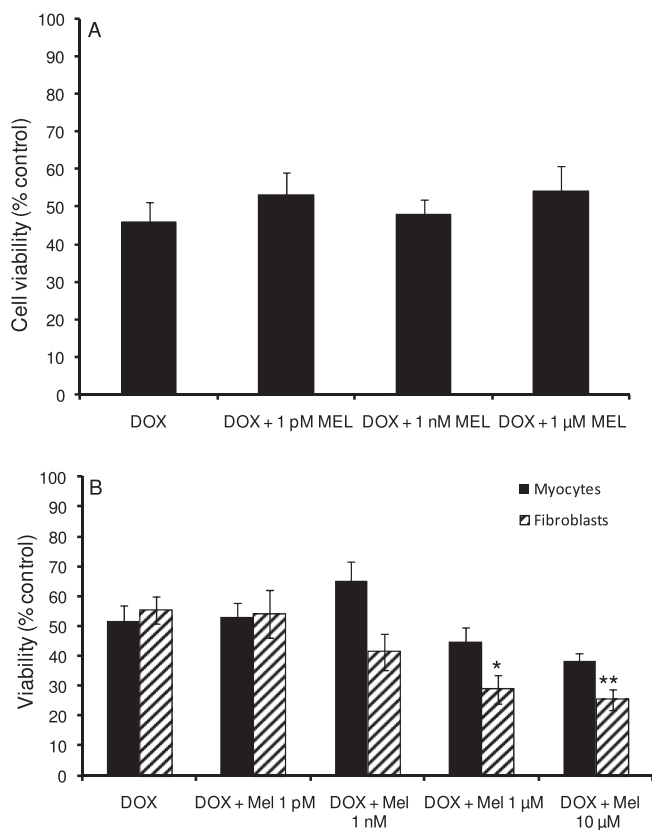 A
100
90
80
70
60
50
40
30
20
10
0
Cell viability (% control)
DOX
DOX + 1 pM MEL
DOX + 1 nM MEL
DOX + 1 µM MEL
B
100
90
80
70
60
50
40
30
20
10
0
Viability (% control)
Myocytes
Fibroblasts
*
**
DOX
DOX + Mel 1 pM
DOX + Mel
1 nM
DOX + Mel 1 µM
DOX + Mel
10 µM